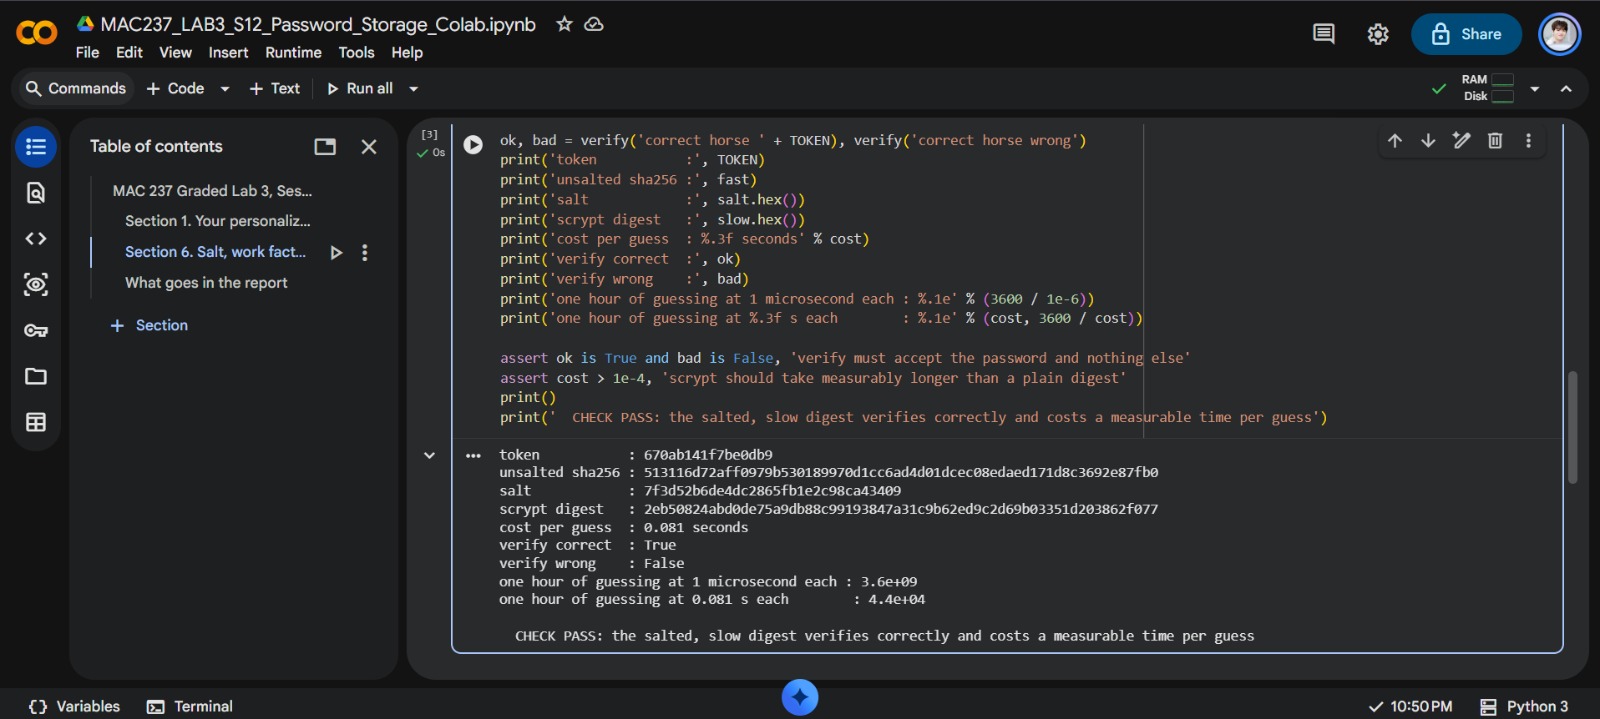 MAC237_LAB3_S12_Password_Storage_Colab.ipynb
File Edit View Insert Runtime Tools Help
Share
Commands + Code + Text Run all
RAM
Disk
Table of contents
MAC 237 Graded Lab 3, Ses...
Section 1. Your personaliz...
Section 6. Salt, work fact...
What goes in the report
+ Section
[3]
0s
ok, bad = verify('correct horse ' + TOKEN), verify('correct horse wrong')
print('token           :', TOKEN)
print('unsalted sha256 :', fast)
print('salt            :', salt.hex())
print('scrypt digest   :', slow.hex())
print('cost per guess  : %.3f seconds' % cost)
print('verify correct  :', ok)
print('verify wrong    :', bad)
print('one hour of guessing at 1 microsecond each : %.1e' % (3600 / 1e-6))
print('one hour of guessing at %.3f s each        : %.1e' % (cost, 3600 / cost))
assert ok is True and bad is False, 'verify must accept the password and nothing else'
assert cost > 1e-4, 'scrypt should take measurably longer than a plain digest'
print()
print('  CHECK PASS: the salted, slow digest verifies correctly and costs a measurable time per guess')
token           : 670ab141f7be0db9
unsalted sha256 : 513116d72aff0979b530189970d1cc6ad4d01dcec08edaed171d8c3692e87fb0
salt            : 7f3d52b6de4dc2865fb1e2c98ca43409
scrypt digest   : 2eb50824abd0de75a9db88c99193847a31c9b62ed9c2d69b03351d203862f077
cost per guess  : 0.081 seconds
verify correct  : True
verify wrong    : False
one hour of guessing at 1 microsecond each : 3.6e+09
one hour of guessing at 0.081 s each        : 4.4e+04
  CHECK PASS: the salted, slow digest verifies correctly and costs a measurable time per guess
Variables Terminal
10:50 PM Python 3